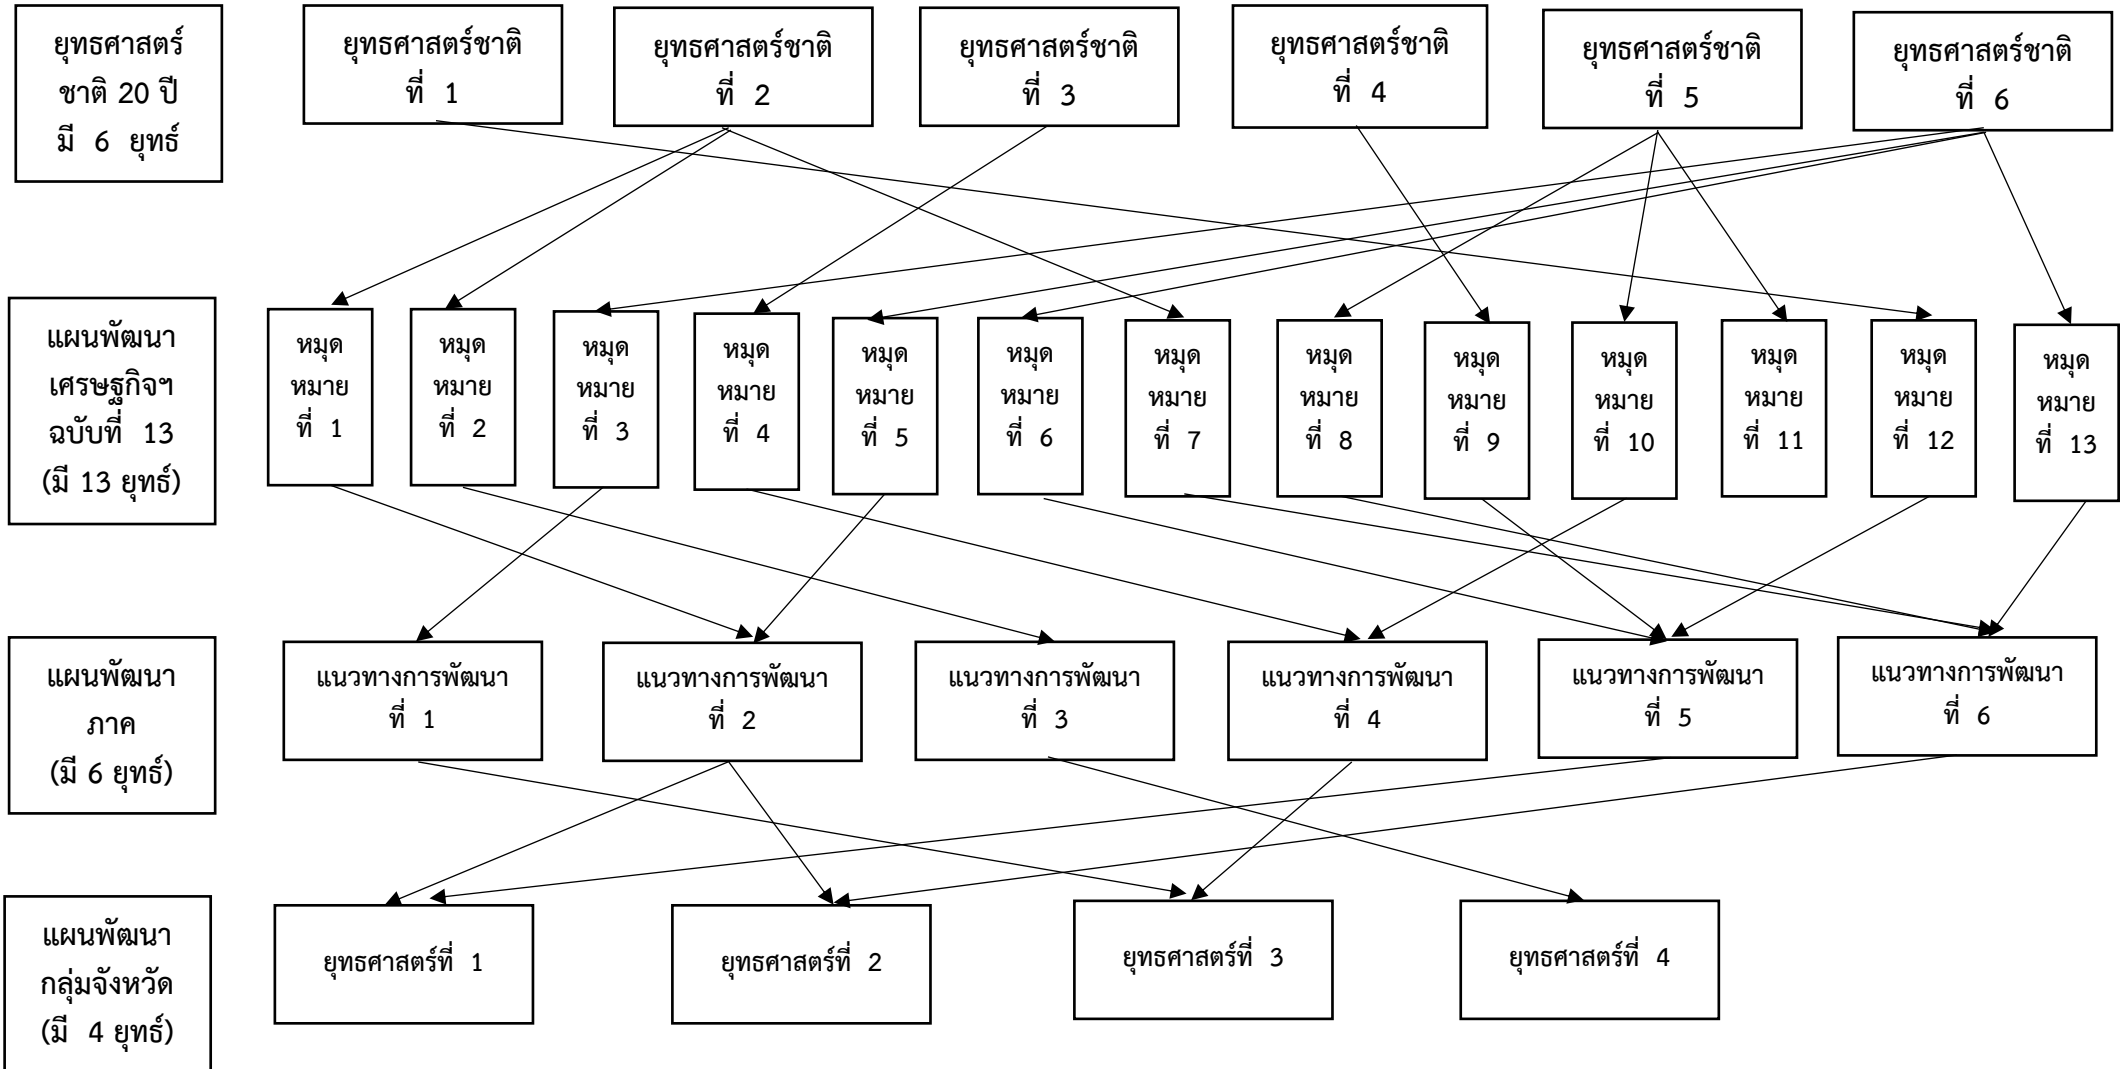 ยุทธศาสตร์
ชาติ 20 ปี
มี 6 ยุทธ์
ยุทธศาสตร์ชาติ
ที่ 1
ยุทธศาสตร์ชาติ
ที่ 2
ยุทธศาสตร์ชาติ
ที่ 3
ยุทธศาสตร์ชาติ
ที่ 4
ยุทธศาสตร์ชาติ
ที่ 5
ยุทธศาสตร์ชาติ
ที่ 6
แผนพัฒนา
เศรษฐกิจฯ
ฉบับที่ 13
(มี 13 ยุทธ์)
หมุด
หมาย
ที่ 1
หมุด
หมาย
ที่ 2
หมุด
หมาย
ที่ 3
หมุด
หมาย
ที่ 4
หมุด
หมาย
ที่ 5
หมุด
หมาย
ที่ 6
หมุด
หมาย
ที่ 7
หมุด
หมาย
ที่ 8
หมุด
หมาย
ที่ 9
หมุด
หมาย
ที่ 10
หมุด
หมาย
ที่ 11
หมุด
หมาย
ที่ 12
หมุด
หมาย
ที่ 13
แผนพัฒนา
ภาค
(มี 6 ยุทธ์)
แนวทางการพัฒนา
ที่ 1
แนวทางการพัฒนา
ที่ 2
แนวทางการพัฒนา
ที่ 3
แนวทางการพัฒนา
ที่ 4
แนวทางการพัฒนา
ที่ 5
แนวทางการพัฒนา
ที่ 6
แผนพัฒนา
กลุ่มจังหวัด
(มี 4 ยุทธ์)
ยุทธศาสตร์ที่ 1
ยุทธศาสตร์ที่ 2
ยุทธศาสตร์ที่ 3
ยุทธศาสตร์ที่ 4